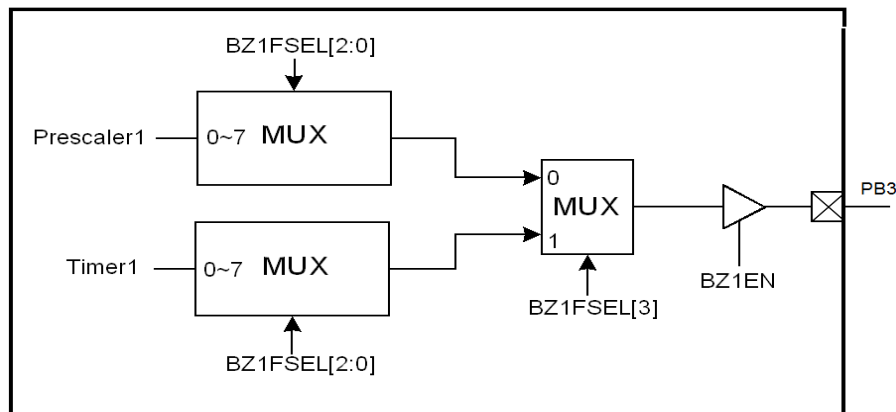 BZ1FSEL[2:0]
Prescaler1
0~7 MUX
0
MUX
1
PB3
Timer1
0~7 MUX
BZ1EN
BZ1FSEL[3]
BZ1FSEL[2:0]